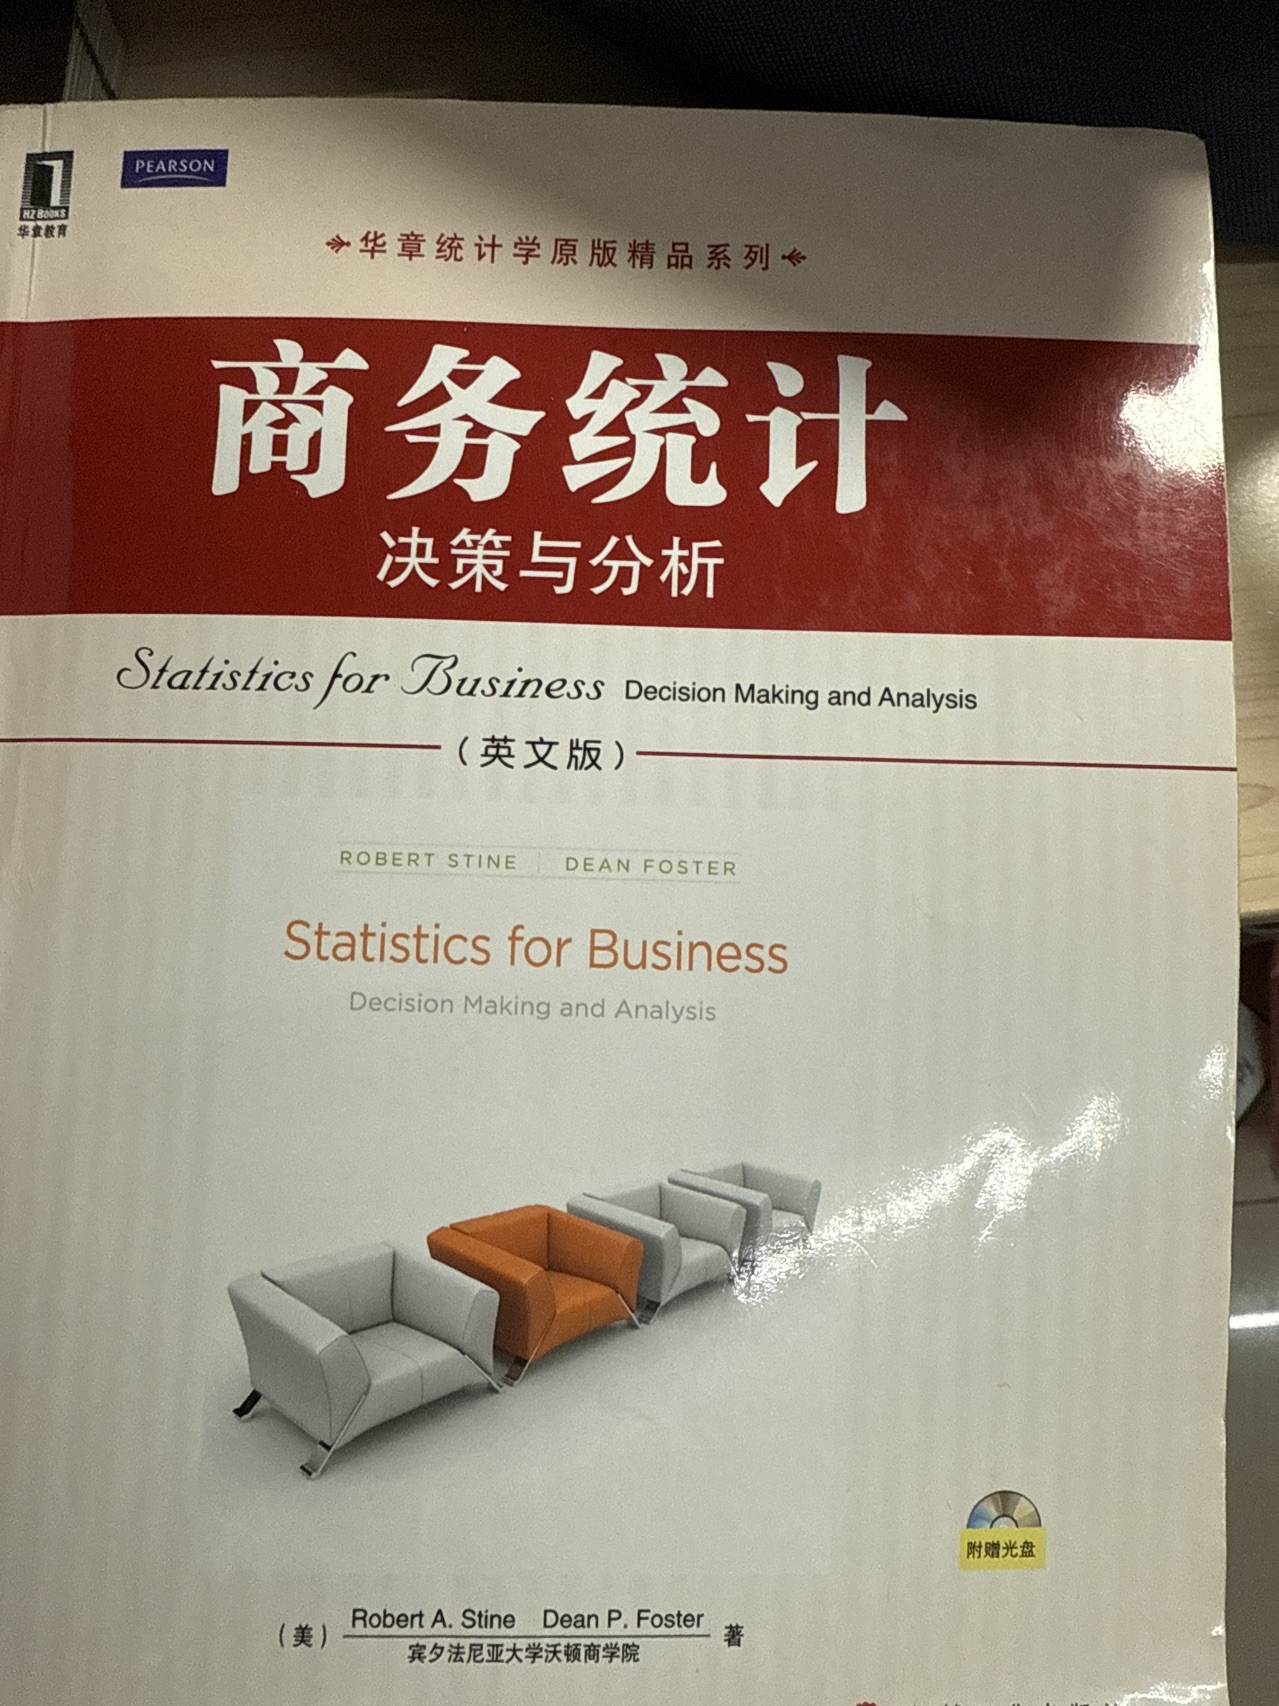 PEARSON
HZ BOOKS
华章教育
华章统计学原版精品系列
商务统计
决策与分析
Statistics for Business Decision Making and Analysis
（英文版）
ROBERT STINE | DEAN FOSTER
Statistics for Business
Decision Making and Analysis
附赠光盘
（美） Robert A. Stine Dean P. Foster 著
宾夕法尼亚大学沃顿商学院